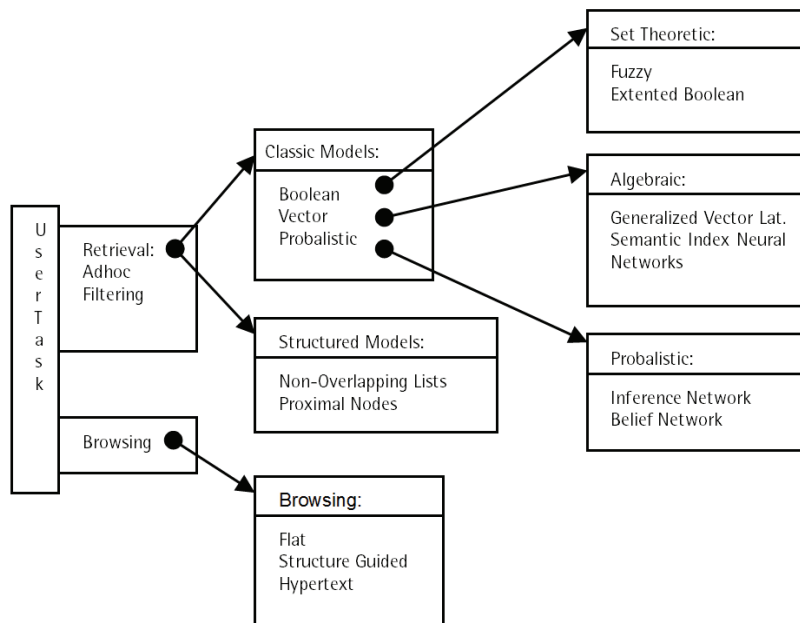 User Task
Retrieval:
Adhoc
Filtering
Browsing
Classic Models:
Boolean
Vector
Probalistic
Structured Models:
Non-Overlapping Lists
Proximal Nodes
Browsing:
Flat
Structure Guided
Hypertext
Set Theoretic:
Fuzzy
Extented Boolean
Algebraic:
Generalized Vector Lat.
Semantic Index Neural
Networks
Probalistic:
Inference Network
Belief Network